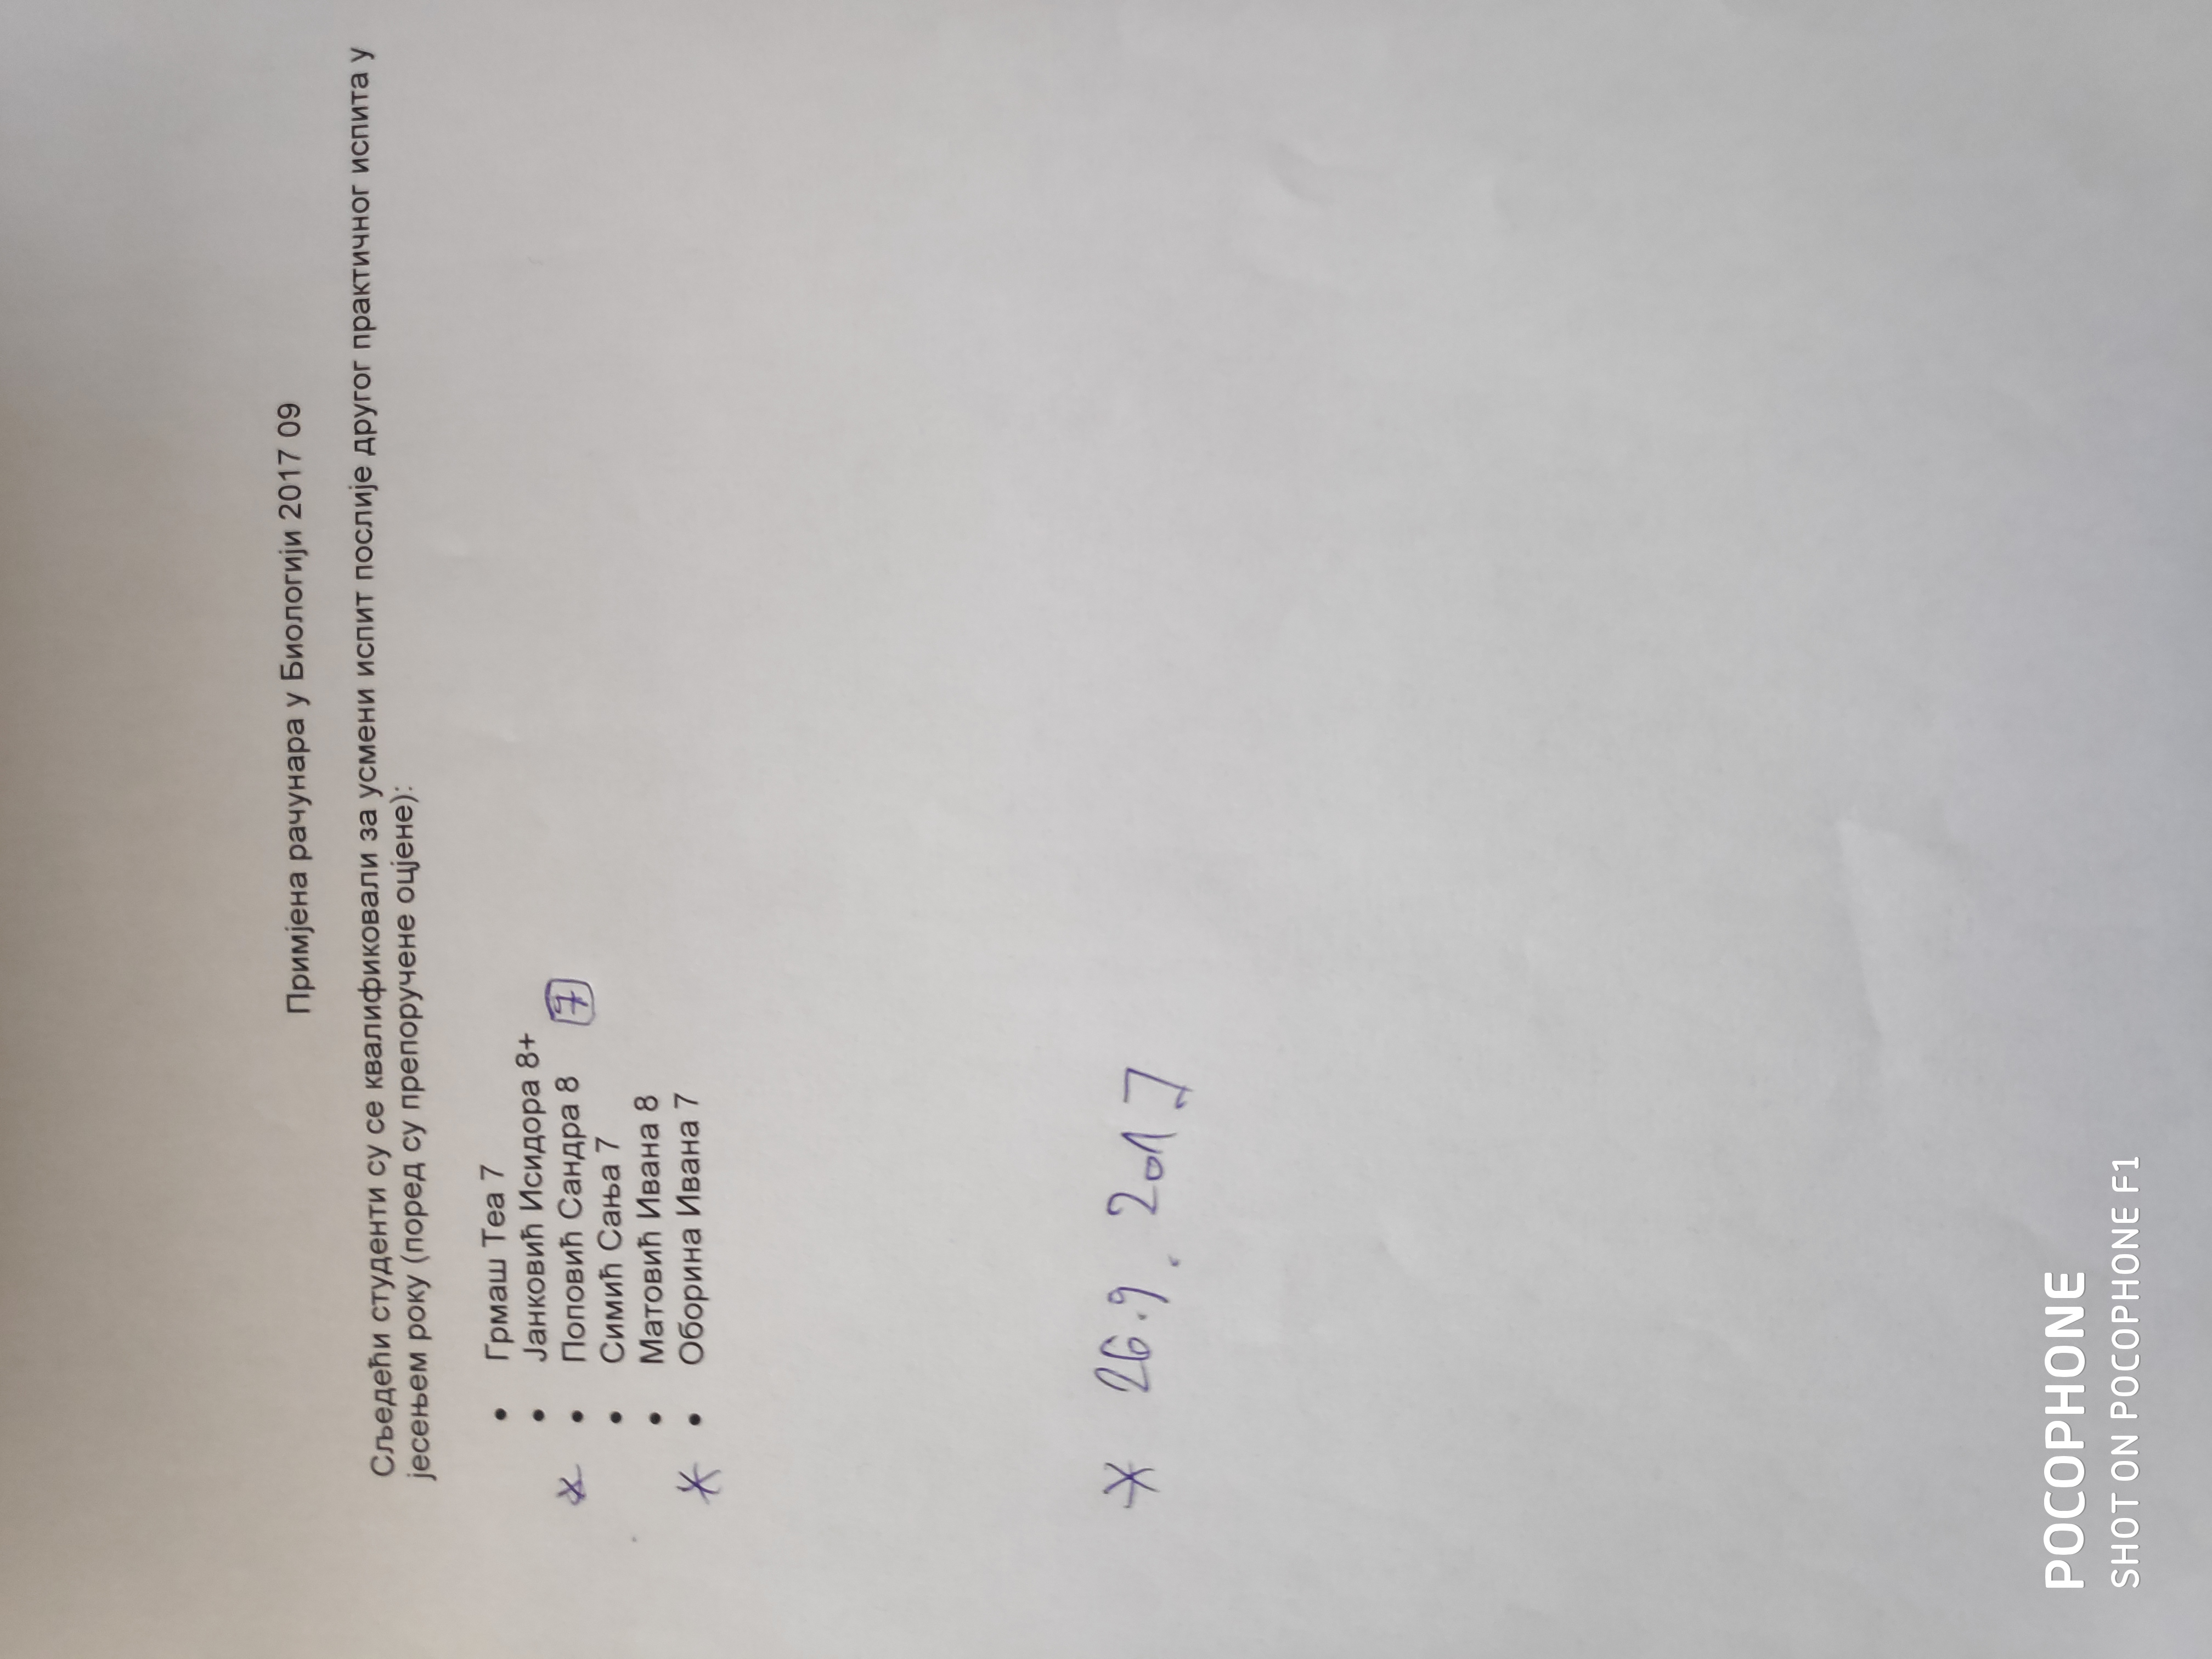 Примјена рачунара у Биологији 2017 09
Сљедећи студенти су се квалификовали за усмени испит послије другог практичног испита у
јесењем року (поред су препоручене оцјене):
• Грмаш Теа 7
• Јанковић Исидора 8+
* • Поповић Сандра 8 7
• Симић Сања 7
• Матовић Ивана 8
* • Оборина Ивана 7
* 26.9. 2017
POCOPHONE
SHOT ON POCOPHONE F1